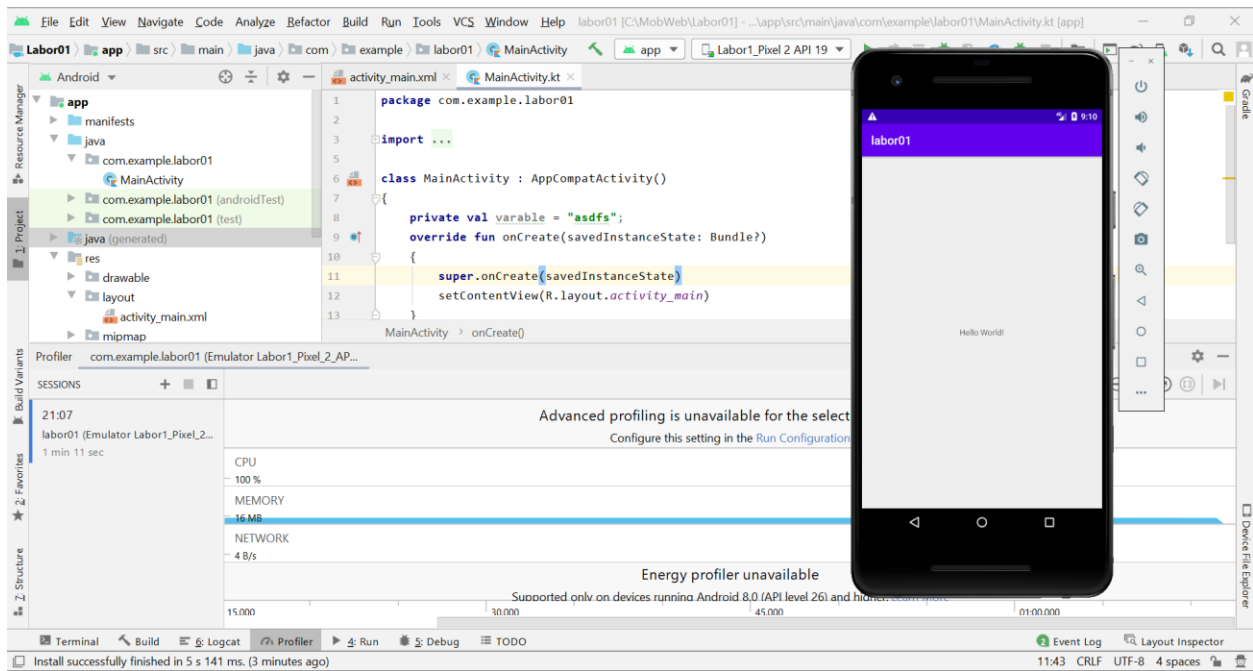 File Edit View Navigate Code Analyze Refactor Build Run Tools VCS Window Help labor01 [C:\MobWeb\Labor01] - ...\app\src\main\java\com\example\labor01\MainActivity.kt [app]
Labor01 app src main java com example labor01 MainActivity app Labor1_Pixel 2 API 19
Android
activity_main.xml MainActivity.kt
app
manifests
java
com.example.labor01
MainActivity
com.example.labor01 (androidTest)
com.example.labor01 (test)
java (generated)
res
drawable
layout
activity_main.xml
mipmap
1 package com.example.labor01
2
3 import ...
5
6 class MainActivity : AppCompatActivity()
7 {
8 private val varable = "asdfs";
9 override fun onCreate(savedInstanceState: Bundle?)
10 {
11 super.onCreate(savedInstanceState)
12 setContentView(R.layout.activity_main)
13 }
MainActivity > onCreate()
9:10
labor01
Hello World!
Profiler com.example.labor01 (Emulator Labor1_Pixel_2_AP...
SESSIONS
21:07
labor01 (Emulator Labor1_Pixel_2...
1 min 11 sec
Advanced profiling is unavailable for the select
Configure this setting in the Run Configuration
CPU
100 %
MEMORY
16 MB
NETWORK
4 B/s
Energy profiler unavailable
Supported only on devices running Android 8.0 (API level 26) and higher. Learn More
15.000 30.000 45.000 01:00.000
Resource Manager
1: Project
Build Variants
2: Favorites
7: Structure
Gradle
Device File Explorer
Terminal Build 6: Logcat Profiler 4: Run 5: Debug TODO
2 Event Log Layout Inspector
Install successfully finished in 5 s 141 ms. (3 minutes ago)
11:43 CRLF UTF-8 4 spaces